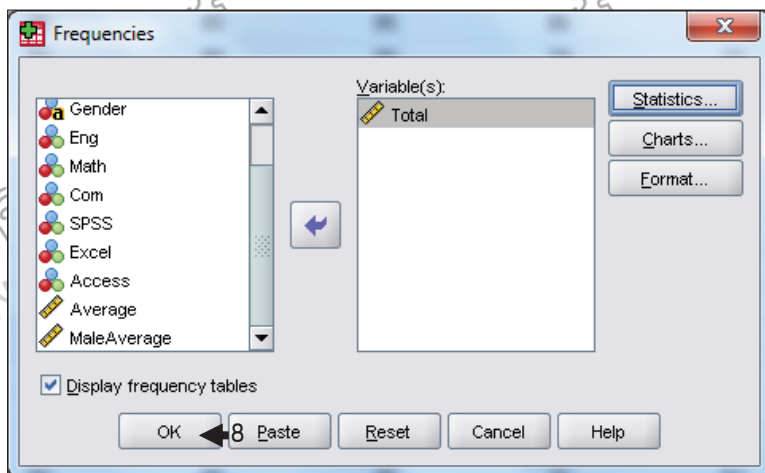 Frequencies
Gender
Eng
Math
Com
SPSS
Excel
Access
Average
MaleAverage
Variable(s):
Total
Statistics...
Charts...
Format...
Display frequency tables
OK 8 Paste Reset Cancel Help